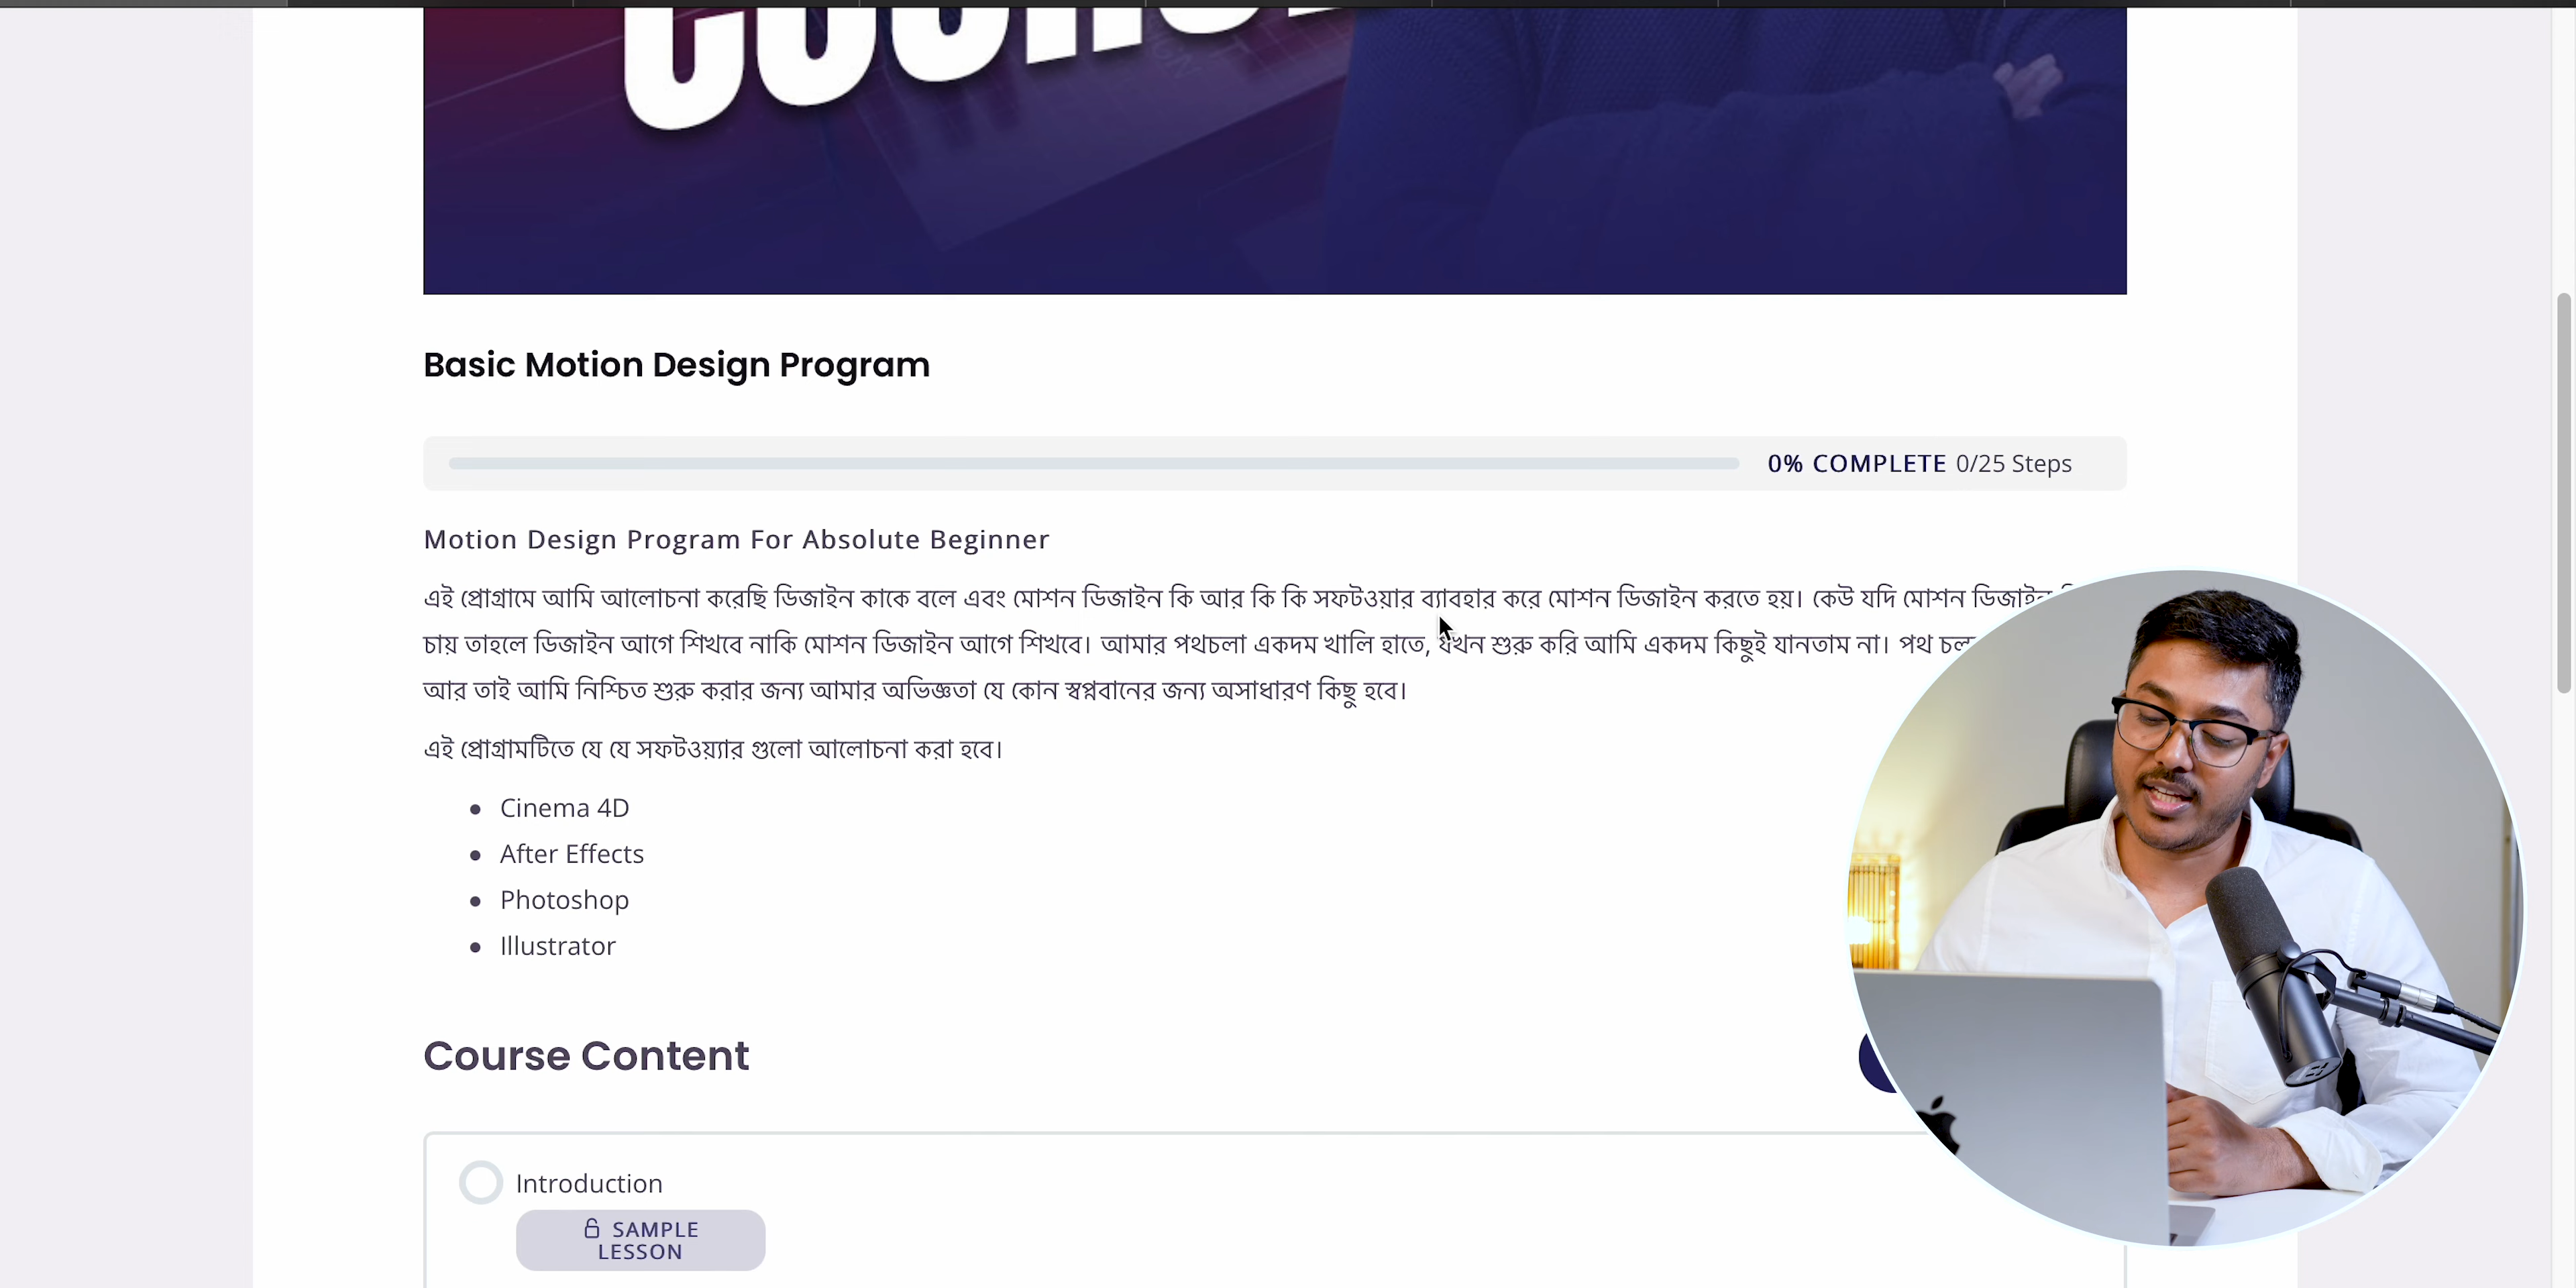 Basic Motion Design Program
0% COMPLETE 0/25 Steps
Motion Design Program For Absolute Beginner
এই প্রোগ্রামে আমি আলোচনা করেছি ডিজাইন কাকে বলে এবং মোশন ডিজাইন কি আর কি কি সফটওয়ার ব্যাবহার করে মোশন ডিজাইন করতে হয়। কেউ যদি মোশন ডিজাইন
চায় তাহলে ডিজাইন আগে শিখবে নাকি মোশন ডিজাইন আগে শিখবে। আমার পথচলা একদম খালি হাতে, যখন শুরু করি আমি একদম কিছুই যানতাম না। পথ
আর তাই আমি নিশ্চিত শুরু করার জন্য আমার অভিজ্ঞতা যে কোন স্বপ্নবানের জন্য অসাধারণ কিছু হবে।
এই প্রোগ্রামটিতে যে যে সফটওয়্যার গুলো আলোচনা করা হবে।
Cinema 4D
After Effects
Photoshop
Illustrator
Course Content
Introduction
SAMPLE
LESSON